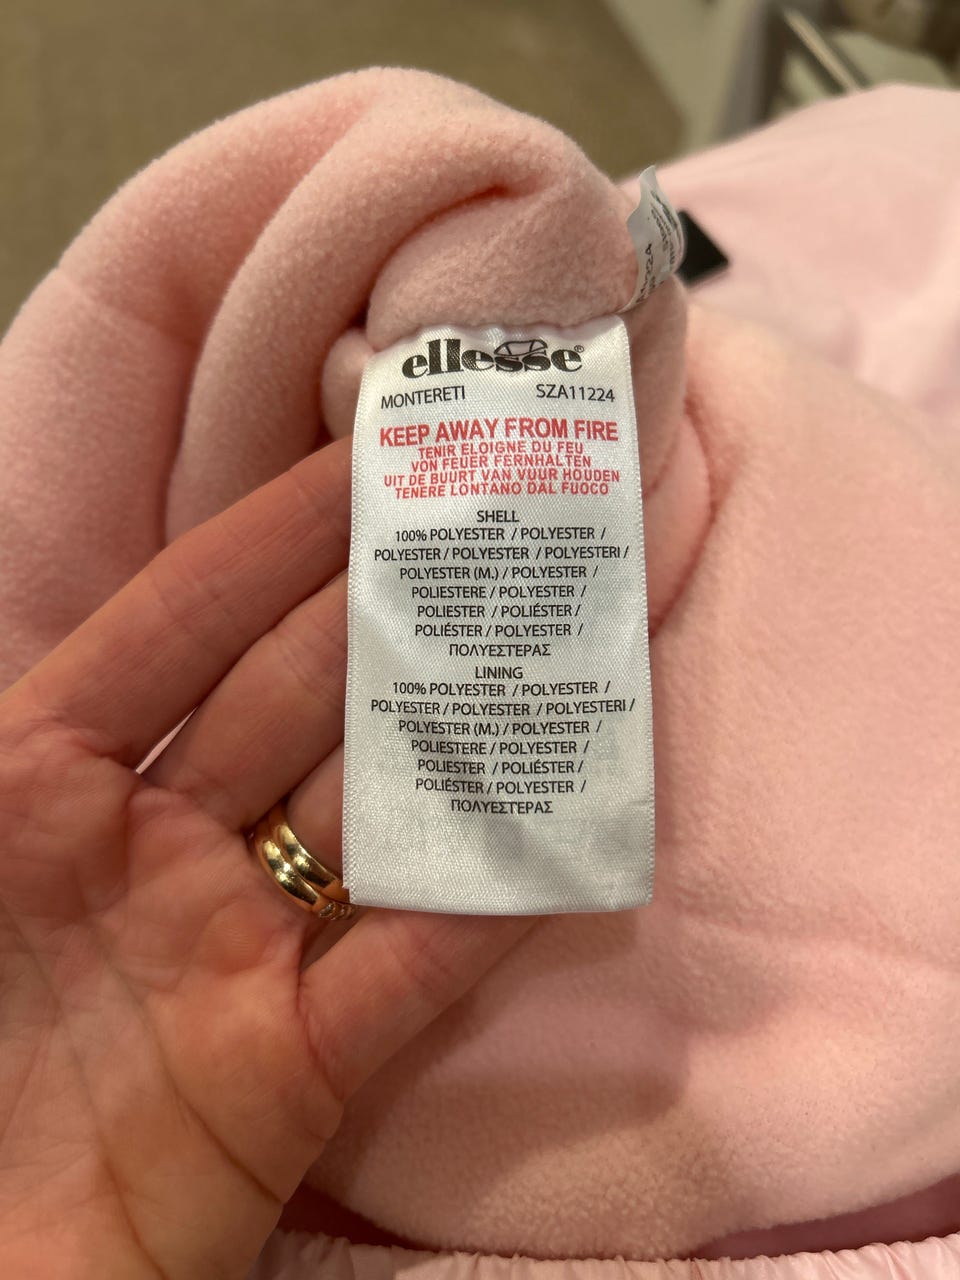 ellesse®
MONTERETI SZA11224
KEEP AWAY FROM FIRE
TENIR ELOIGNE DU FEU
VON FEUER FERNHALTEN
UIT DE BUURT VAN VUUR HOUDEN
TENERE LONTANO DAL FUOCO
SHELL
100% POLYESTER / POLYESTER /
POLYESTER / POLYESTER / POLYESTERI /
POLYESTER (M.) / POLYESTER /
POLIESTERE / POLYESTER /
POLIESTER / POLIÉSTER /
POLIÉSTER / POLYESTER /
ΠΟΛΥΕΣΤΕΡΑΣ
LINING
100% POLYESTER / POLYESTER /
POLYESTER / POLYESTER / POLYESTERI /
POLYESTER (M.) / POLYESTER /
POLIESTERE / POLYESTER /
POLIESTER / POLIÉSTER /
POLIÉSTER / POLYESTER /
ΠΟΛΥΕΣΤΕΡΑΣ